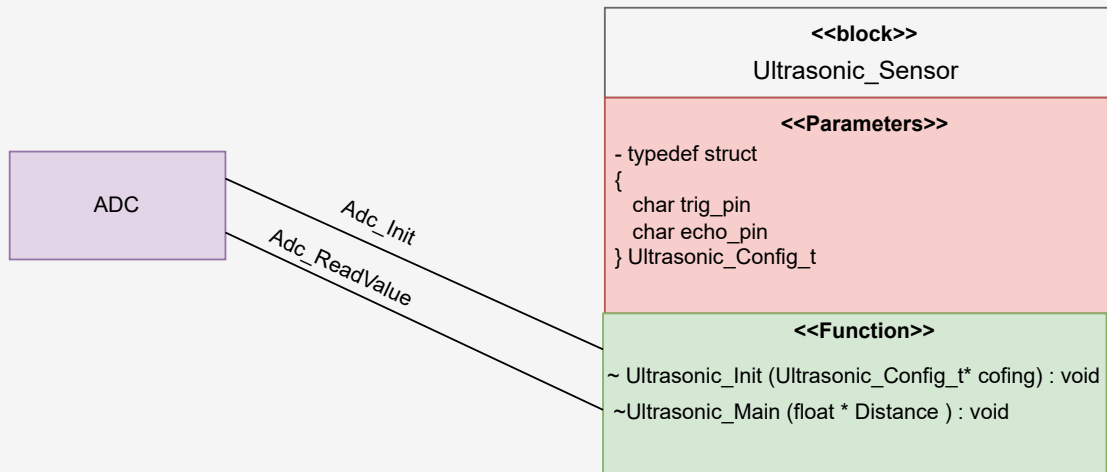 <<block>>
Ultrasonic_Sensor
<<Parameters>>
- typedef struct
{
char trig_pin
char echo_pin
} Ultrasonic_Config_t
ADC
Adc_Init
Adc_ReadValue
<<Function>>
~ Ultrasonic_Init (Ultrasonic_Config_t* cofing) : void
~Ultrasonic_Main (float * Distance ) : void